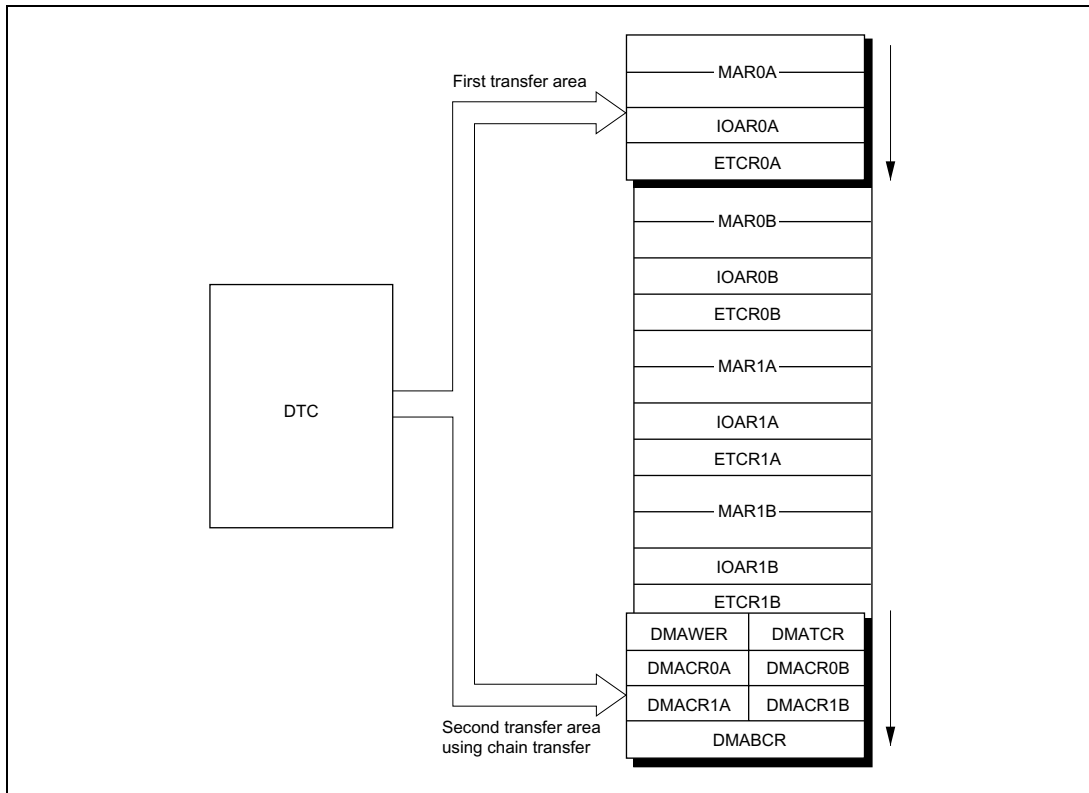 First transfer area
MAR0A
IOAR0A
ETCR0A
MAR0B
IOAR0B
ETCR0B
MAR1A
DTC
IOAR1A
ETCR1A
MAR1B
IOAR1B
ETCR1B
DMAWER DMATCR
DMACR0A DMACR0B
DMACR1A DMACR1B
Second transfer area
using chain transfer
DMABCR